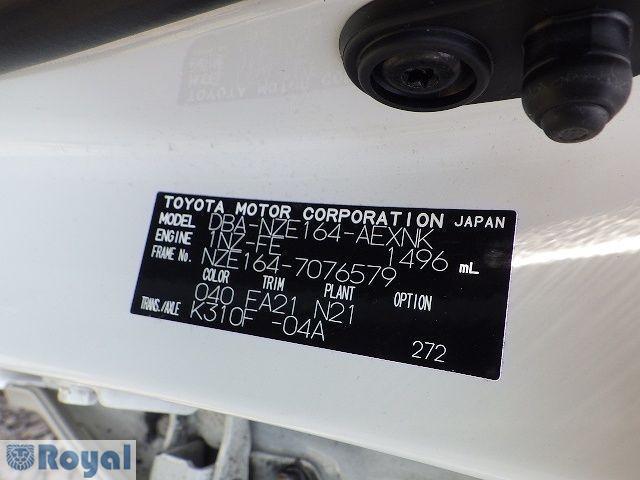 TOYOTA MOTOR CORPORATION JAPAN
MODEL DBA-NZE164-AEXNK
ENGINE 1NZ-FE 1496 mL
FRAME No. NZE164-7076579
COLOR TRIM PLANT OPTION
040 FA21 N21
TRANS./AXLE K310F -04A
272
Royal